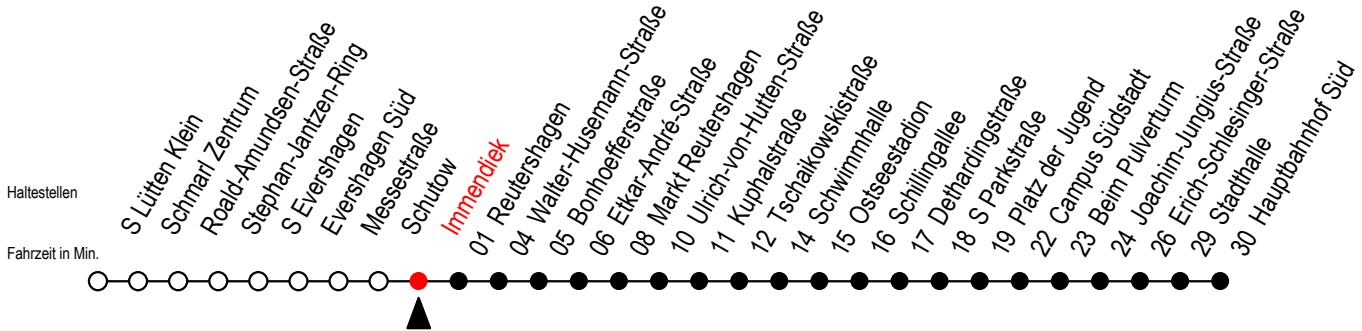 Haltestellen
Fahrzeit in Min.
S Lütten Klein
Schmarl Zentrum
Roald-Amundsen-Straße
Stephan-Jantzen-Ring
S Evershagen
Evershagen Süd
Messestraße
Schutow
Immendiek
01 Reutershagen
04 Walter-Husemann-Straße
05 Bonhoefferstraße
06 Etkar-André-Straße
08 Markt Reutershagen
10 Ulrich-von-Hutten-Straße
11 Kuphalstraße
12 Tschaikowskistraße
14 Schwimmhalle
15 Ostseestadion
16 Schillingallee
17 Dethardingstraße
18 S Parkstraße
19 Platz der Jugend
22 Campus Südstadt
23 Beim Pulverturm
24 Joachim-Jungius-Straße
26 Erich-Schlesinger-Straße
29 Stadthalle
30 Hauptbahnhof Süd